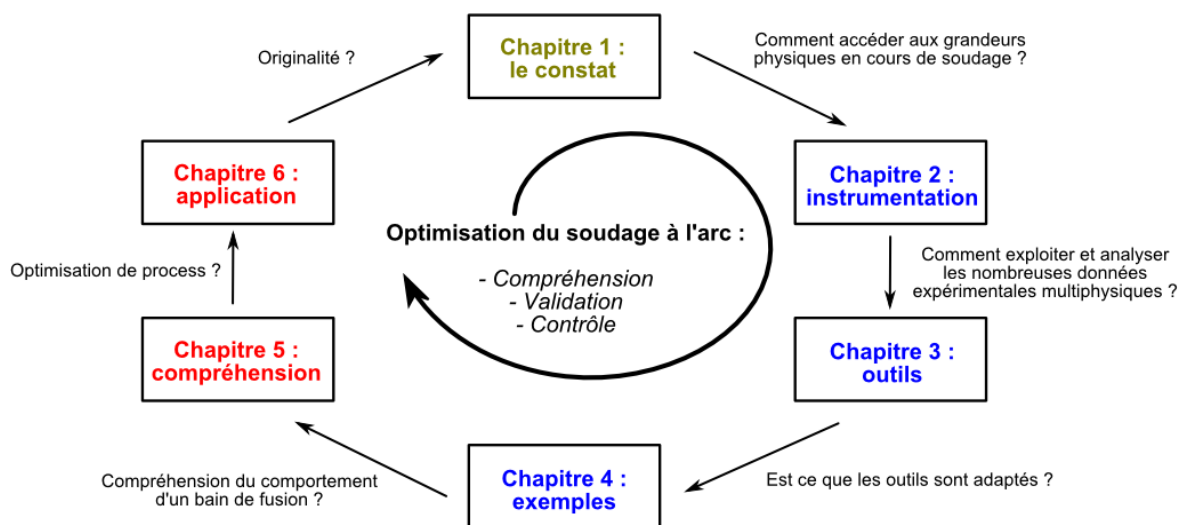 Chapitre 1 :
le constat
Comment accéder aux grandeurs
physiques en cours de soudage ?
Chapitre 2 :
instrumentation
Comment exploiter et analyser
les nombreuses données
expérimentales multiphysiques ?
Chapitre 3 :
outils
Est ce que les outils sont adaptés ?
Chapitre 4 :
exemples
Compréhension du comportement
d'un bain de fusion ?
Chapitre 5 :
compréhension
Optimisation de process ?
Chapitre 6 :
application
Originalité ?
Optimisation du soudage à l'arc :
- Compréhension
- Validation
- Contrôle